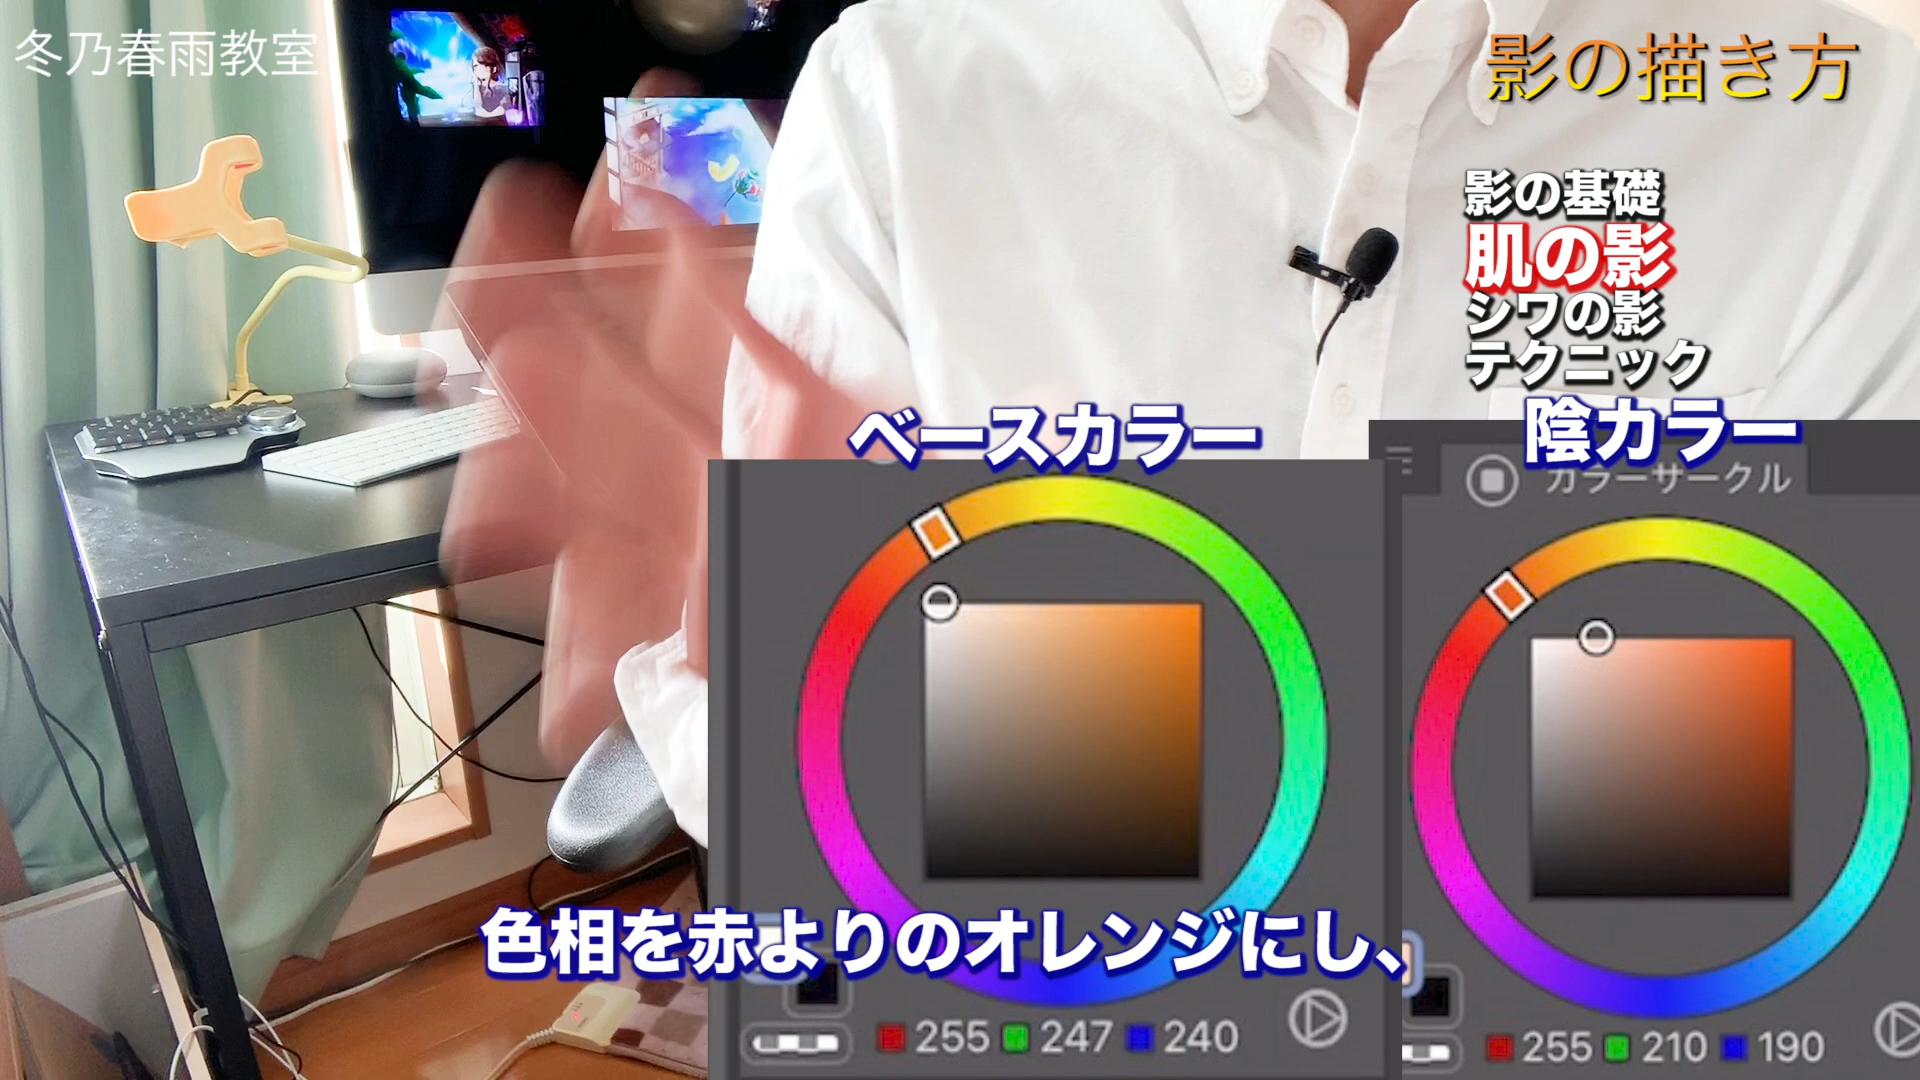 冬乃春雨教室
影の描き方
影の基礎
肌の影
シワの影
テクニック
ベースカラー
陰カラー
カラーサークル
色相を赤よりのオレンジにし、
255 247 240
255 210 190